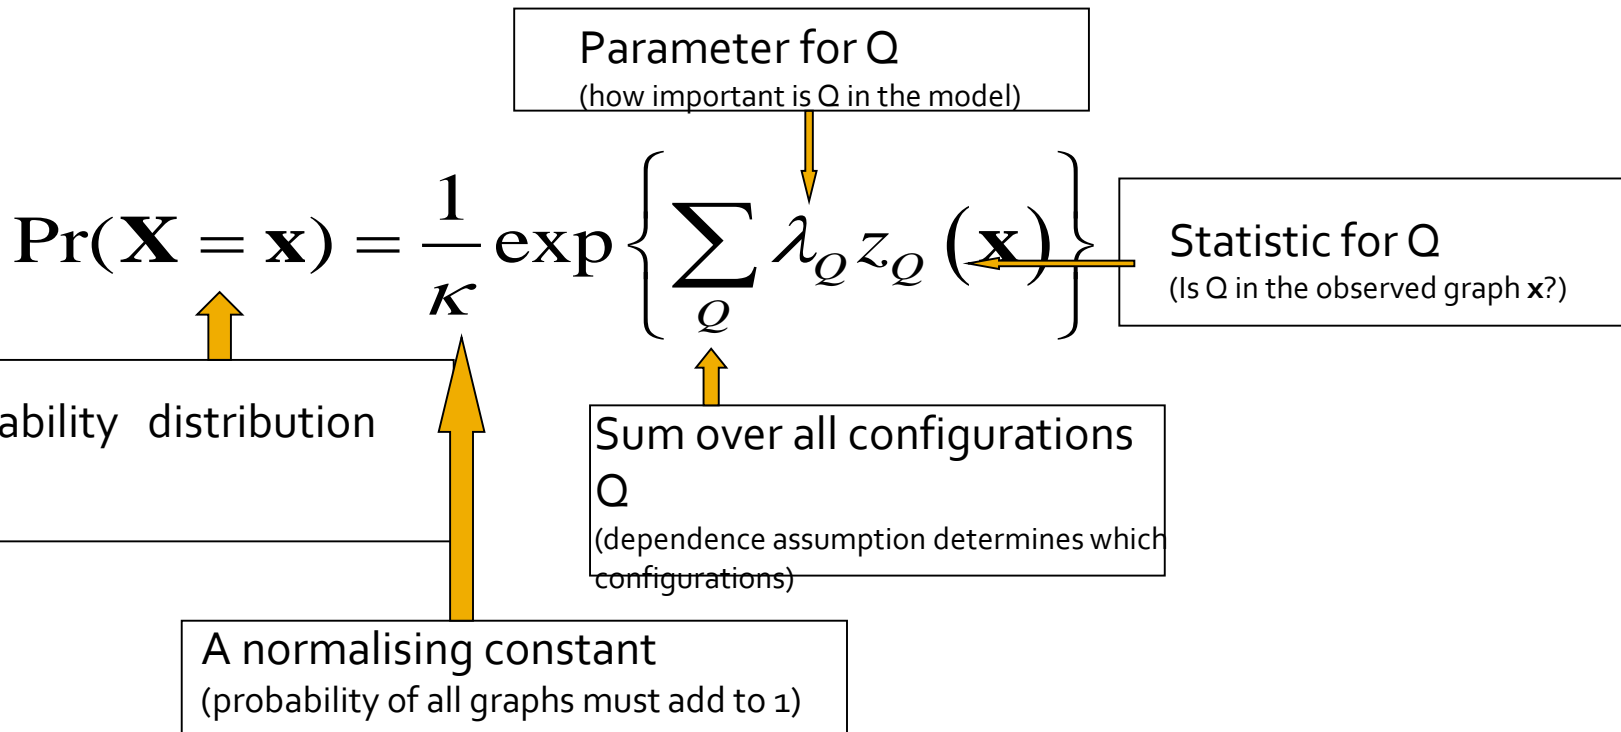 Parameter for Q
(how important is Q in the model)
Pr(X = x) = 1/κ exp{ ∑_Q λ_Q z_Q (x) }
Statistic for Q
(Is Q in the observed graph x?)
ability distribution
Sum over all configurations
Q
(dependence assumption determines which
configurations)
A normalising constant
(probability of all graphs must add to 1)